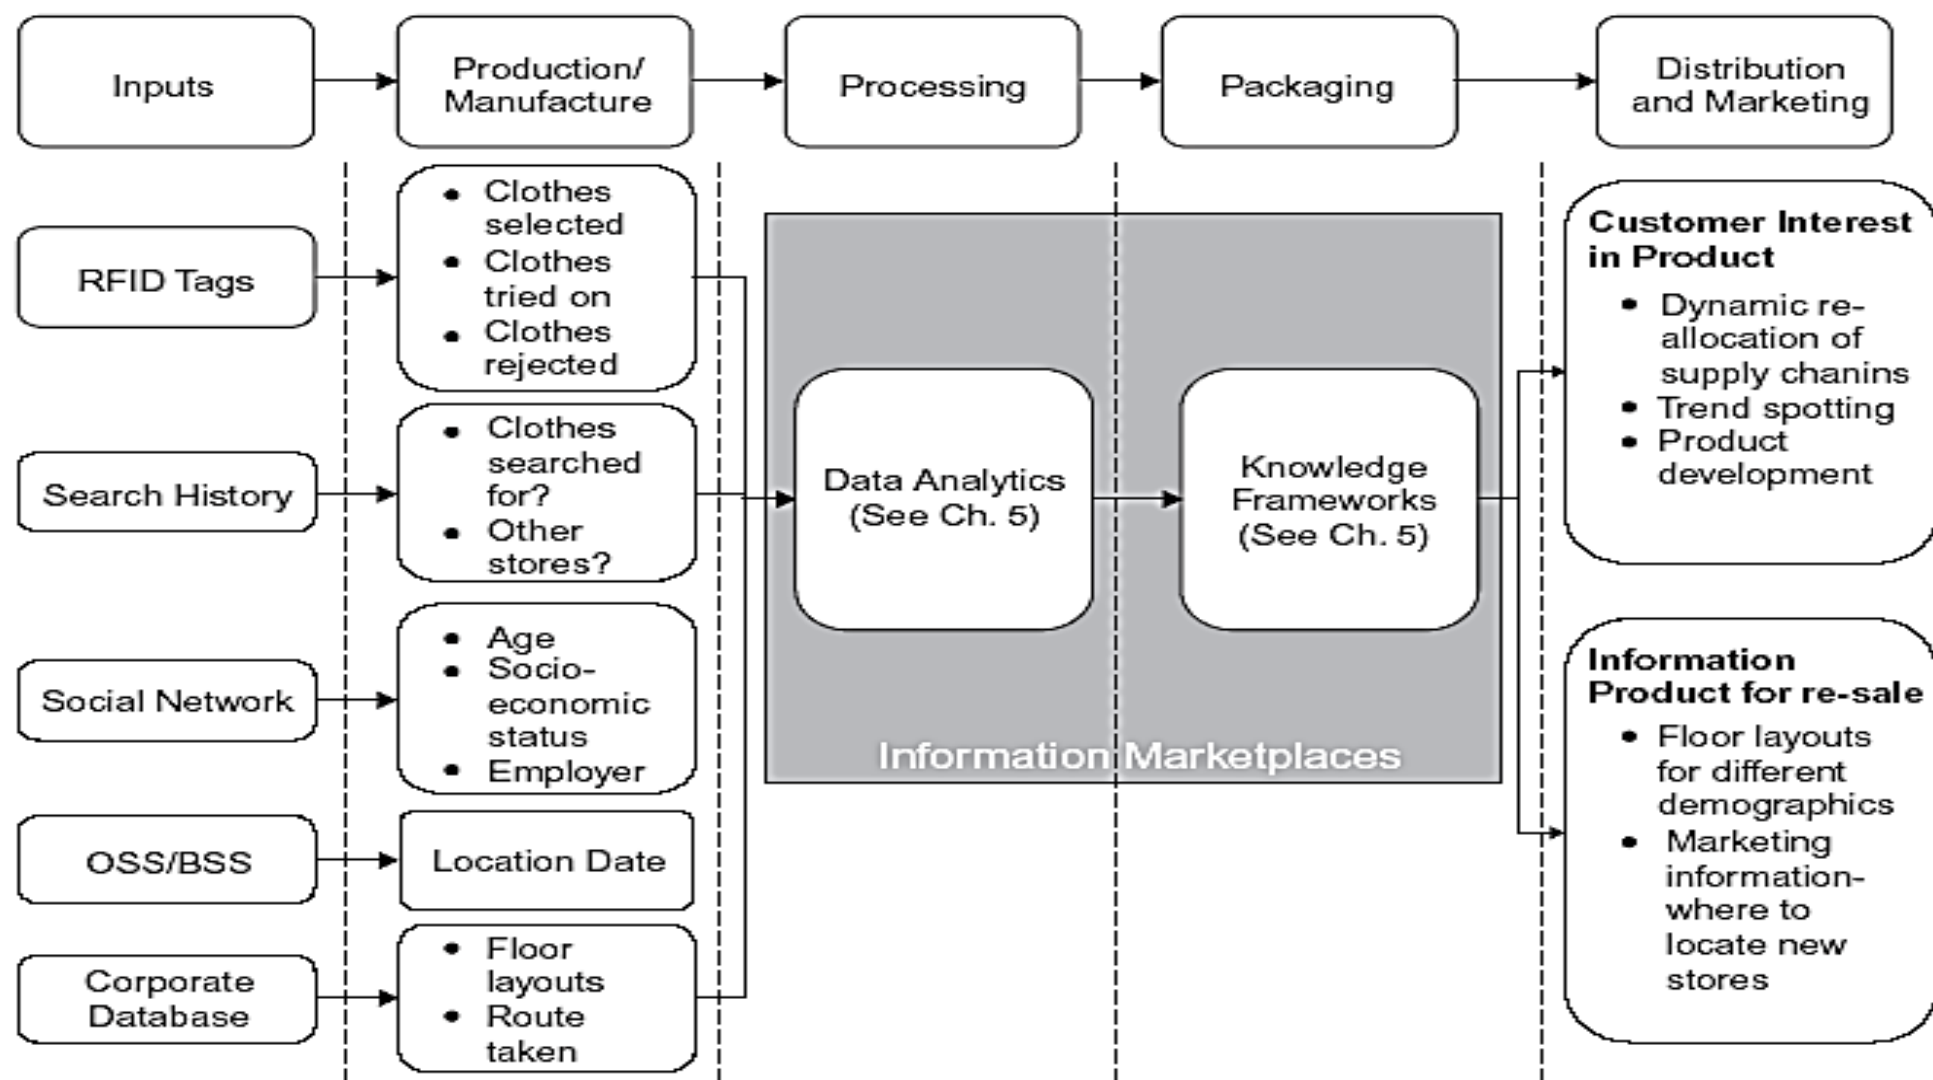 Inputs
Production/
Manufacture
Processing
Packaging
Distribution
and Marketing
RFID Tags
• Clothes
selected
• Clothes
tried on
• Clothes
rejected
Search History
• Clothes
searched
for?
• Other
stores?
Social Network
• Age
• Socio-
economic
status
• Employer
OSS/BSS
Location Date
Corporate
Database
• Floor
layouts
• Route
taken
Data Analytics
(See Ch. 5)
Knowledge
Frameworks
(See Ch. 5)
Information Marketplaces
Customer Interest
in Product
• Dynamic re-
allocation of
supply chanins
• Trend spotting
• Product
development
Information
Product for re-sale
• Floor layouts
for different
demographics
• Marketing
information-
where to
locate new
stores